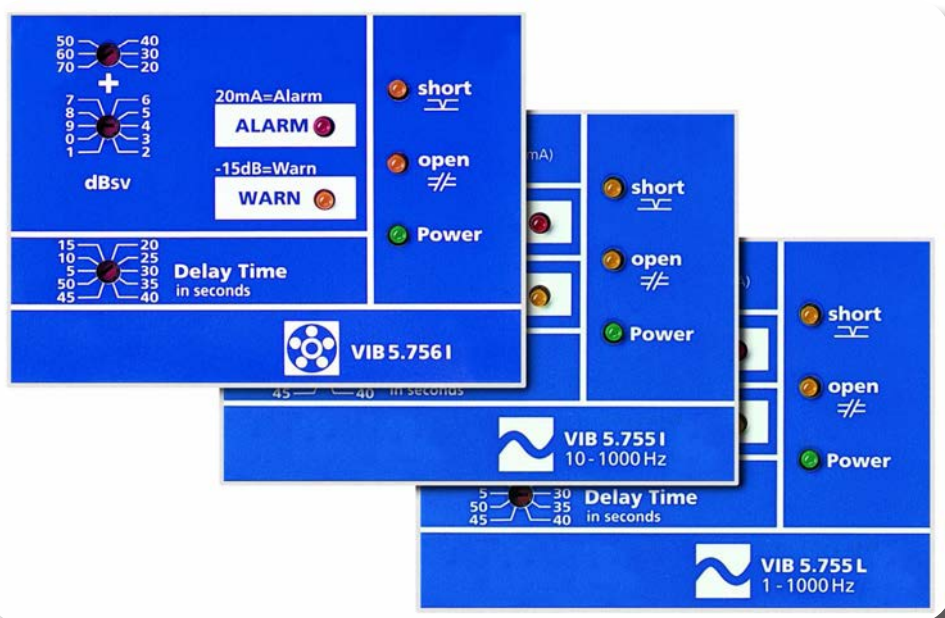 50 40
60 30
70 20
+
7 6
8 5
9 4
0 3
1 2
dBsv
20mA=Alarm
ALARM
-15dB=Warn
WARN
short
open
Power
15 20
10 25
5 30
50 35
45 40
Delay Time
in seconds
VIB 5.756 I
mA)
short
open
Power
45 40 in seconds
VIB 5.755 I
10 - 1000 Hz
)
short
open
Power
5 30
50 35
45 40
Delay Time
in seconds
VIB 5.755 L
1 - 1000 Hz